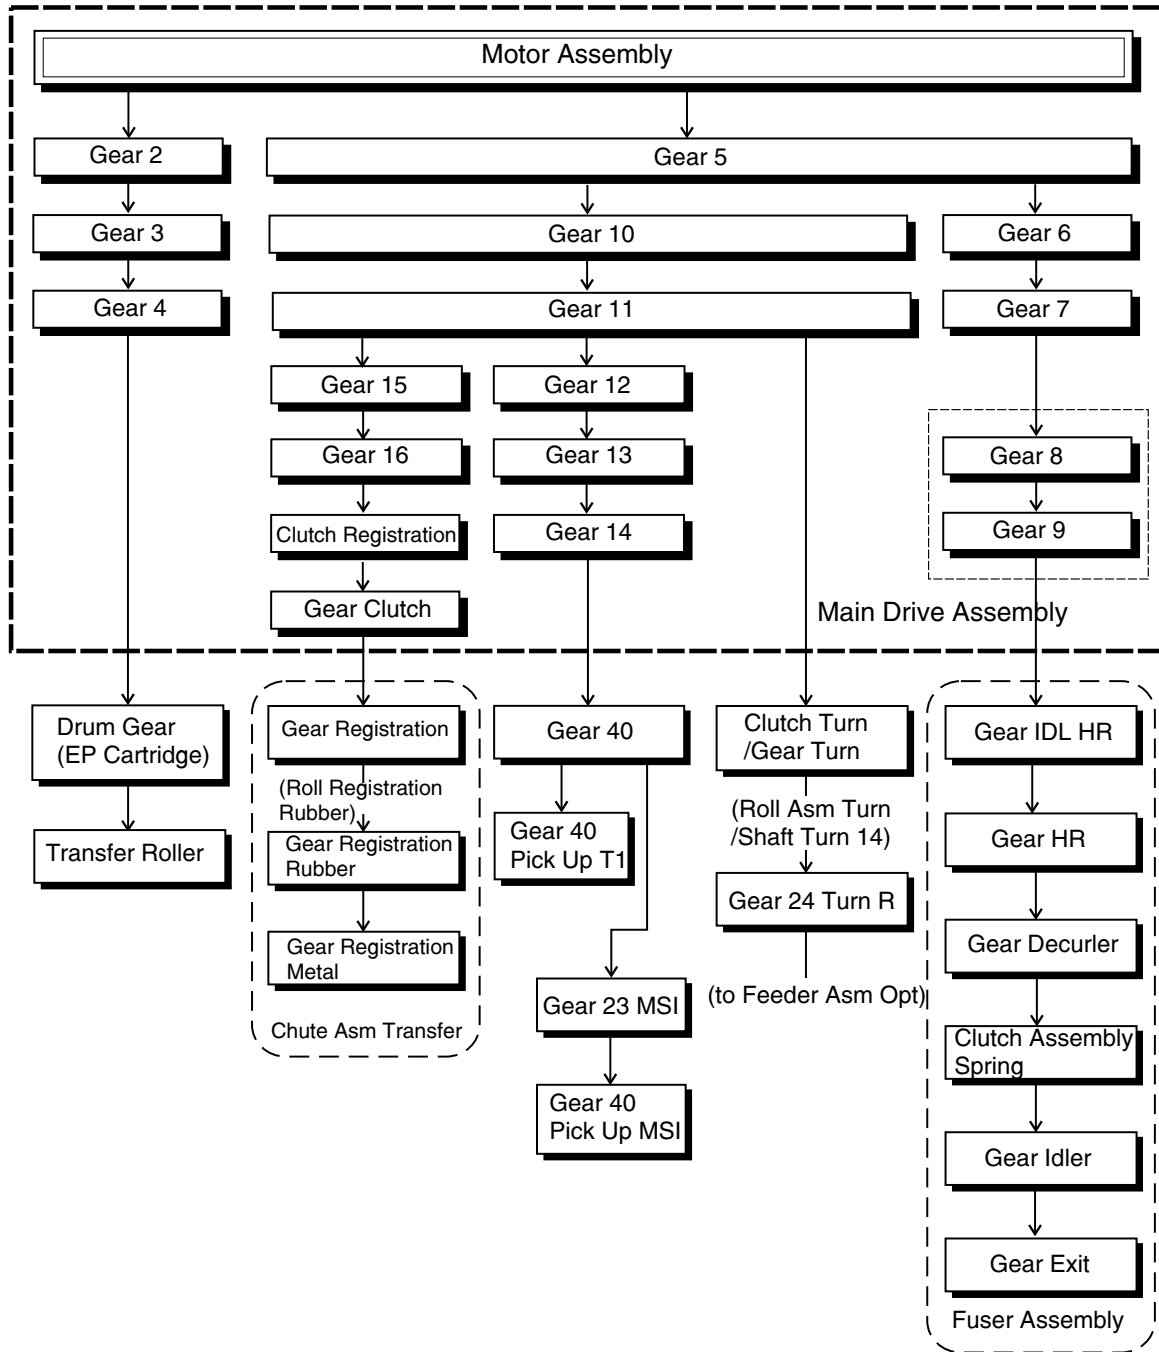 Motor Assembly
Gear 2
Gear 5
Gear 3
Gear 10
Gear 6
Gear 4
Gear 11
Gear 7
Gear 15
Gear 12
Gear 16
Gear 13
Gear 8
Clutch Registration
Gear 14
Gear 9
Gear Clutch
Main Drive Assembly
Drum Gear
(EP Cartridge)
Transfer Roller
Gear Registration
(Roll Registration
Rubber)
Gear Registration
Rubber
Gear Registration
Metal
Chute Asm Transfer
Gear 40
Gear 40
Pick Up T1
Gear 23 MSI
Gear 40
Pick Up MSI
Clutch Turn
/Gear Turn
(Roll Asm Turn
/Shaft Turn 14)
Gear 24 Turn R
(to Feeder Asm Opt)
Gear IDL HR
Gear HR
Gear Decurler
Clutch Assembly
Spring
Gear Idler
Gear Exit
Fuser Assembly